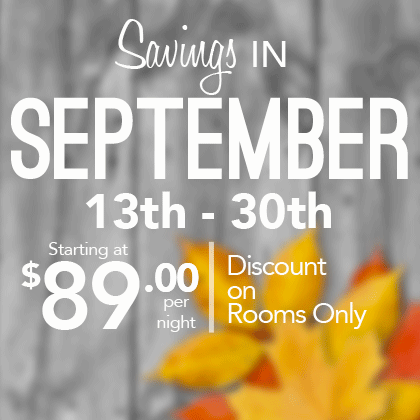 Savings IN
SEPTEMBER
13th - 30th
Starting at
$89.00
per
night
Discount
on
Rooms Only